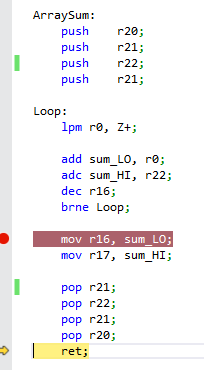 ArraySum:
push r20;
push r21;
push r22;
push r21;
Loop:
lpm r0, Z+;
add sum_LO, r0;
adc sum_HI, r22;
dec r16;
brne Loop;
mov r16, sum_LO;
mov r17, sum_HI;
pop r21;
pop r22;
pop r21;
pop r20;
ret;